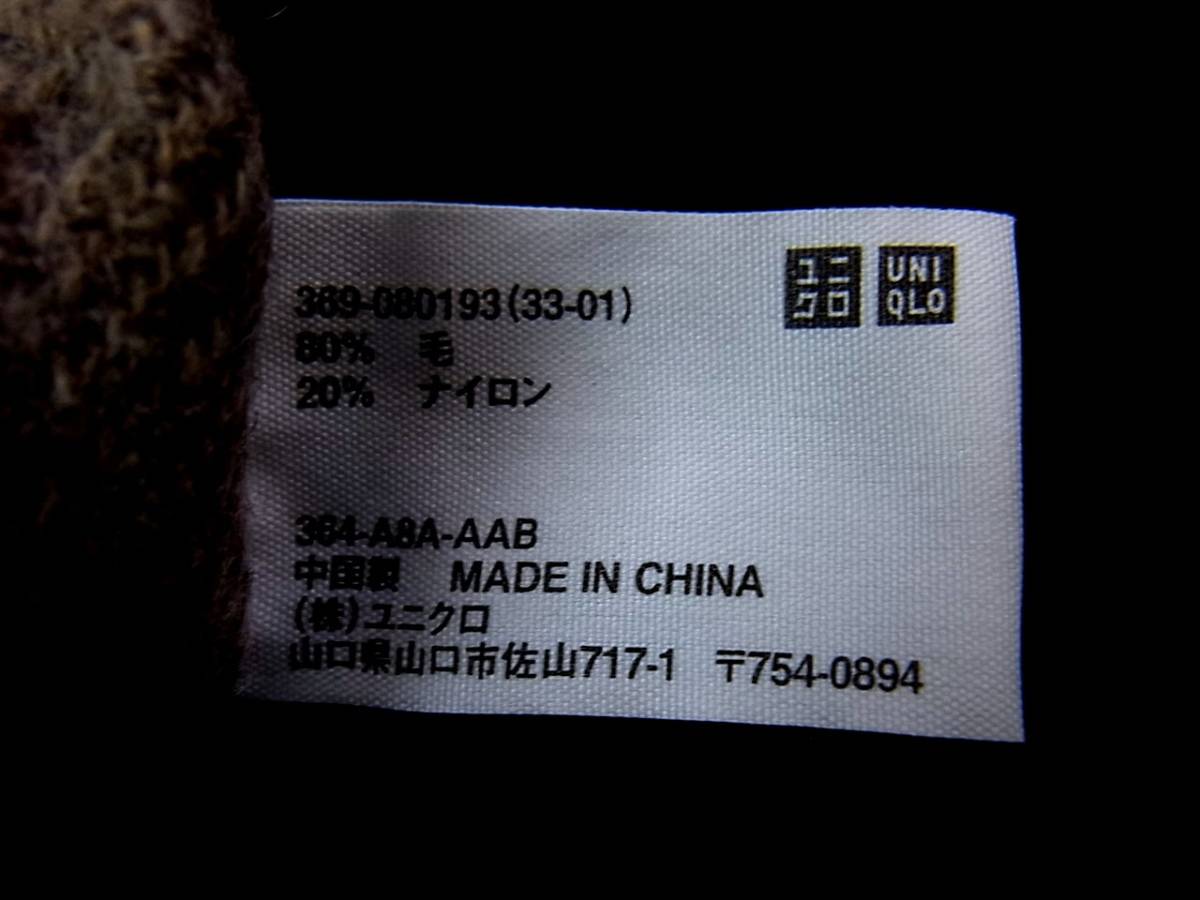 ユニ
クロ
UNI
QLO
369-080193(33-01)
80% 毛
20% ナイロン
364-A8A-AAB
中国製 MADE IN CHINA
(株)ユニクロ
山口県山口市佐山717-1 〒754-0894